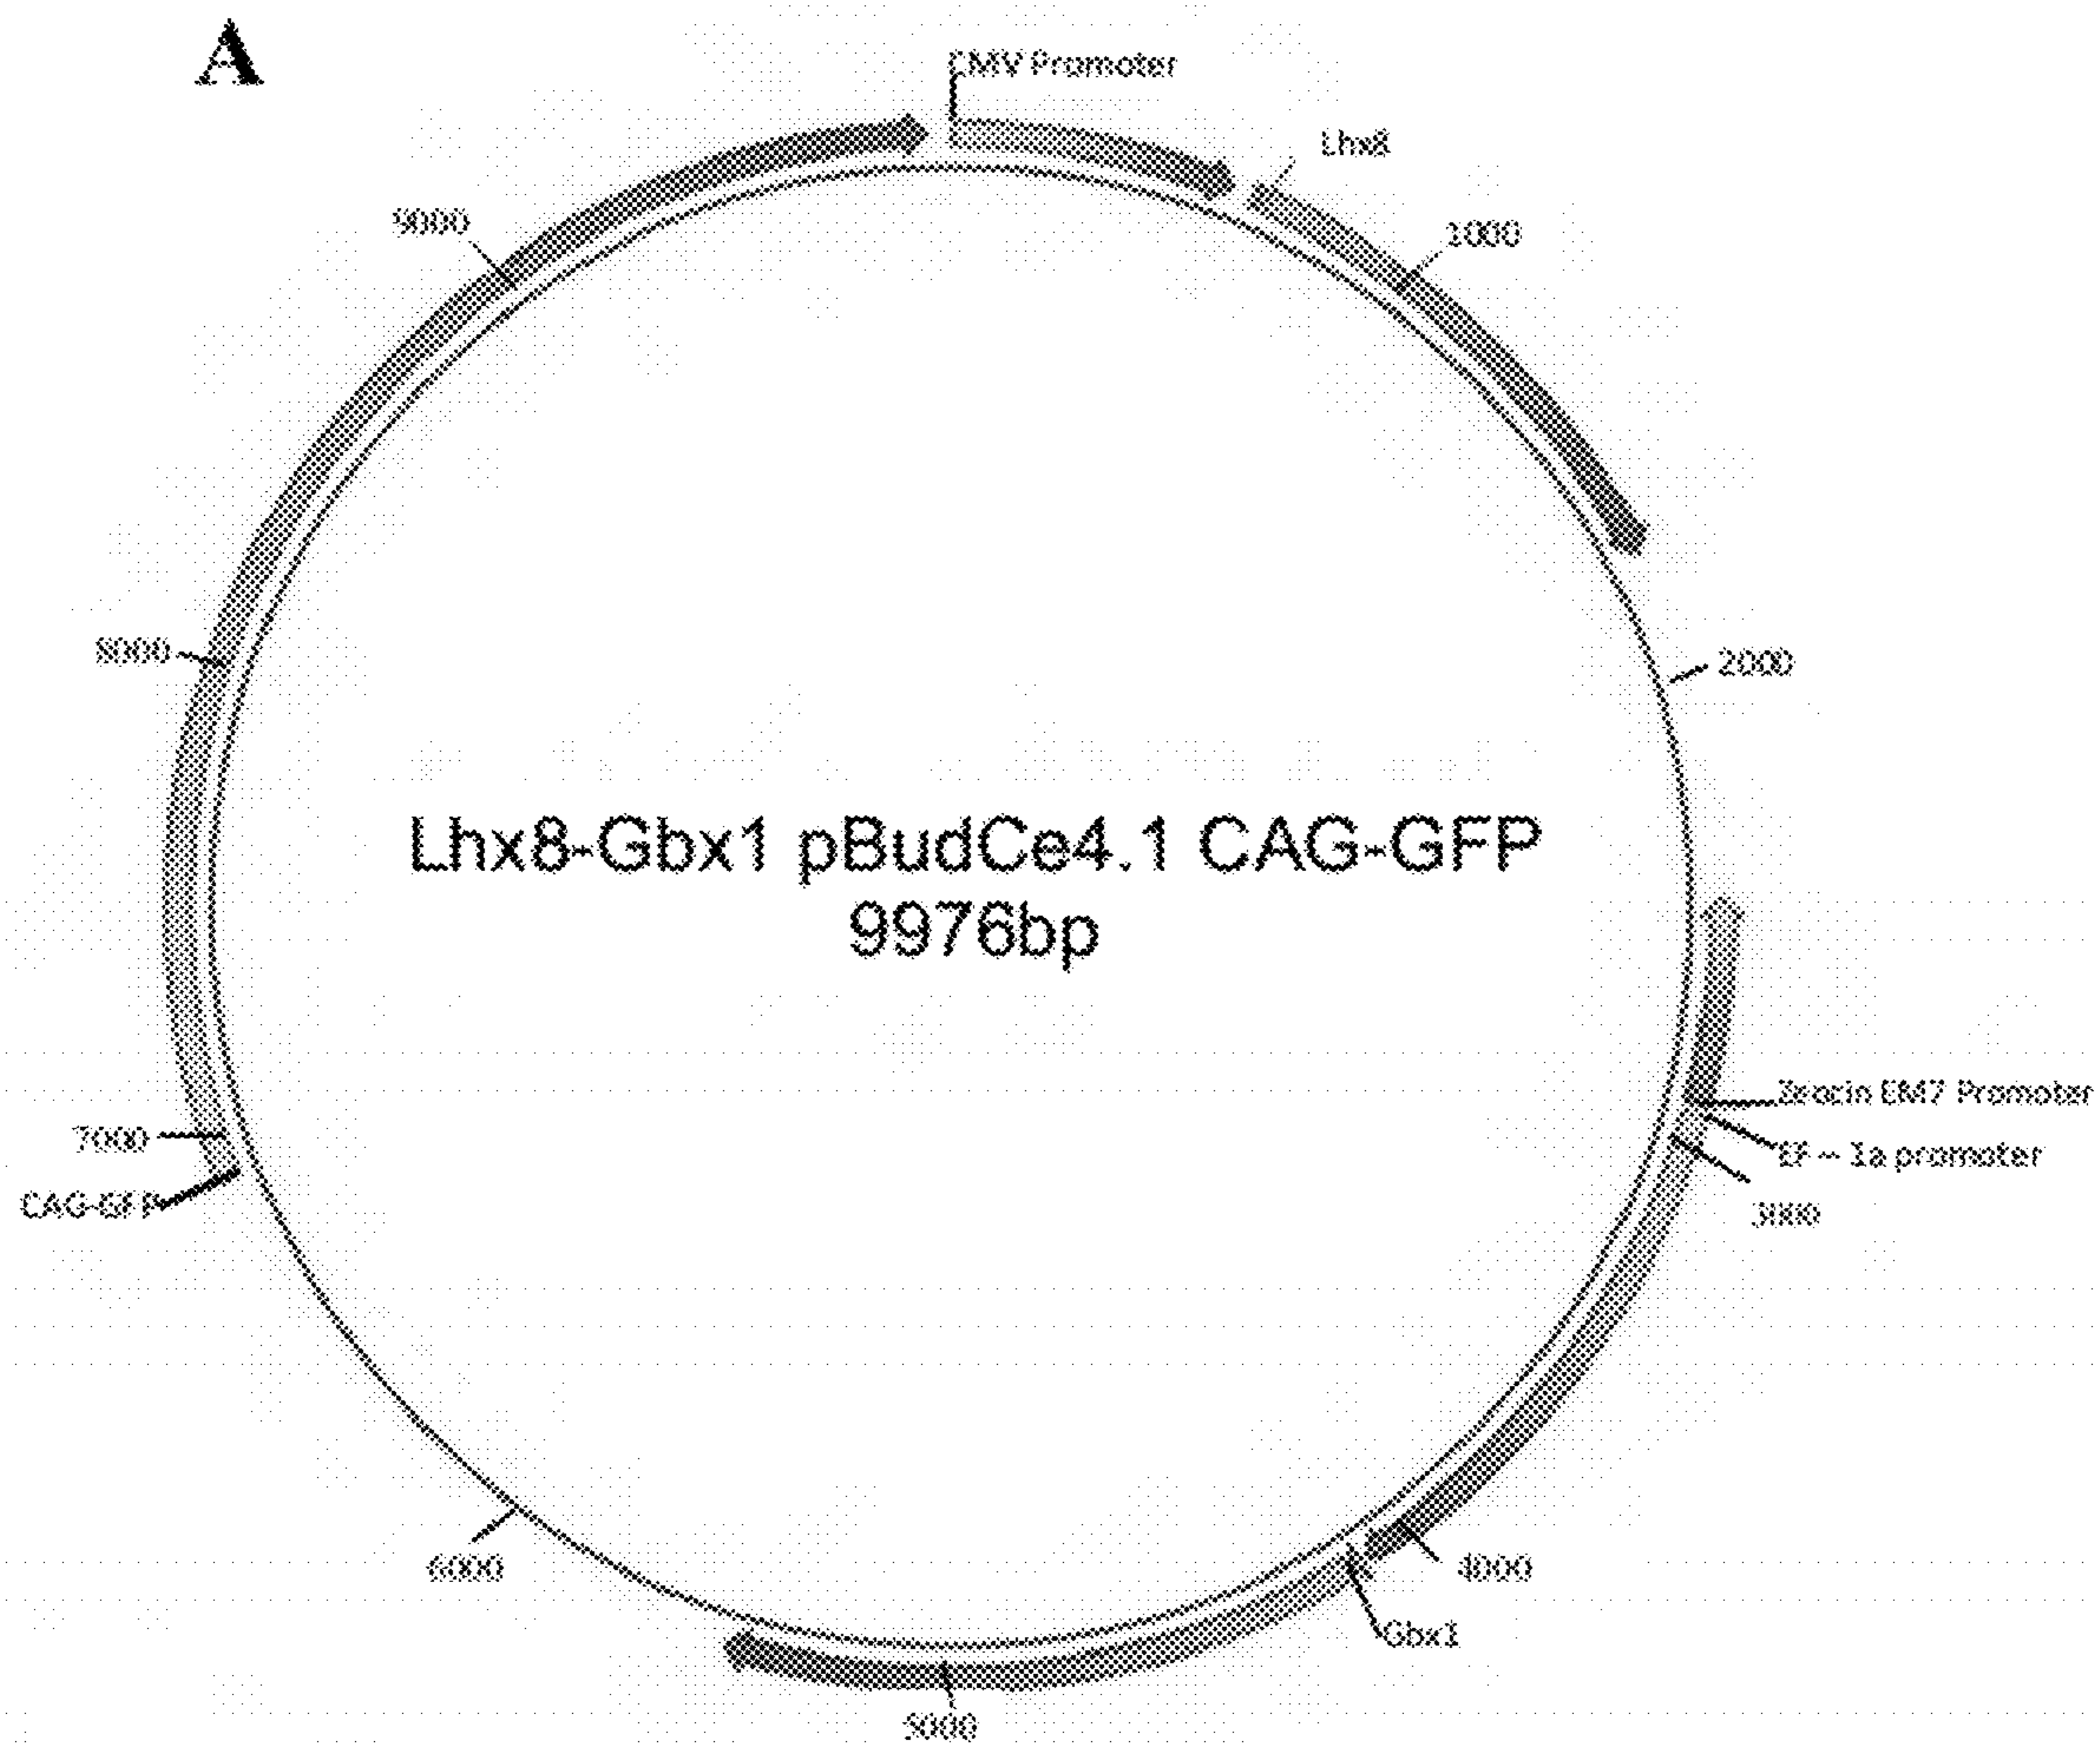 A
CMV Promoter
Lhx8
1000
2000
Zeocin EM7 Promoter
EF - 1a promoter
3000
4000
Gbx1
5000
6000
CAG-GFP
7000
8000
9000
Lhx8-Gbx1 pBudCe4.1 CAG-GFP
9976bp